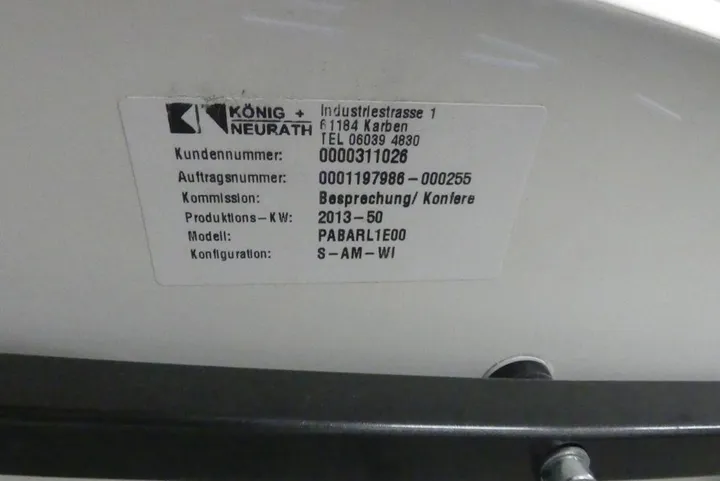 KÖNIG + NEURATH
Industriestrasse 1
61184 Karben
TEL 06039 4830
Kundennummer: 0000311026
Auftragsnummer: 0001197986-000255
Kommission: Besprechung/ Konfere
Produktions-KW: 2013-50
Modell: PABARL1E00
Konfiguration: S-AM-WI